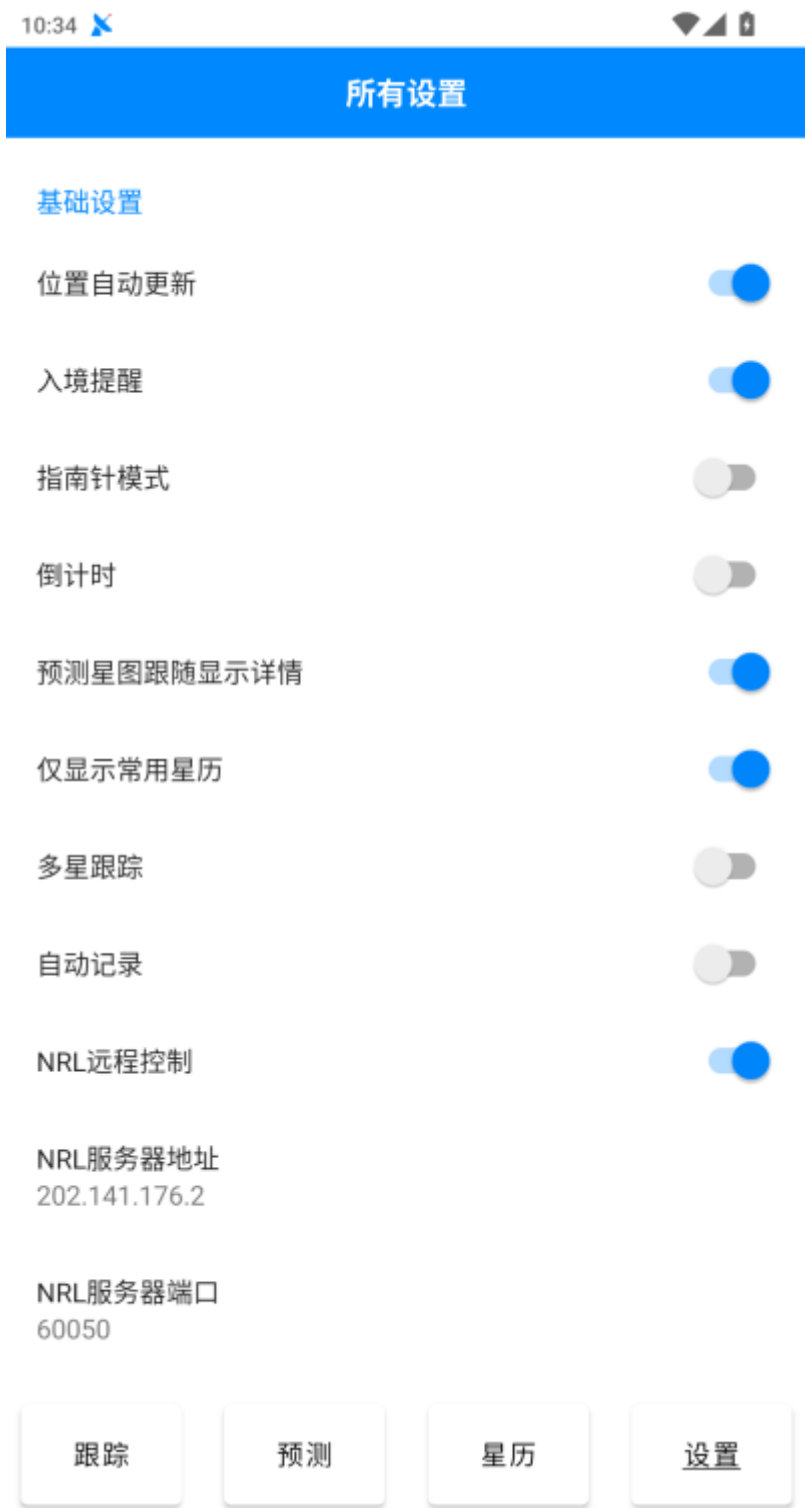 10:34
所有设置
基础设置
位置自动更新
入境提醒
指南针模式
倒计时
预测星图跟随显示详情
仅显示常用星历
多星跟踪
自动记录
NRL远程控制
NRL服务器地址
202.141.176.2
NRL服务器端口
60050
跟踪 预测 星历 设置